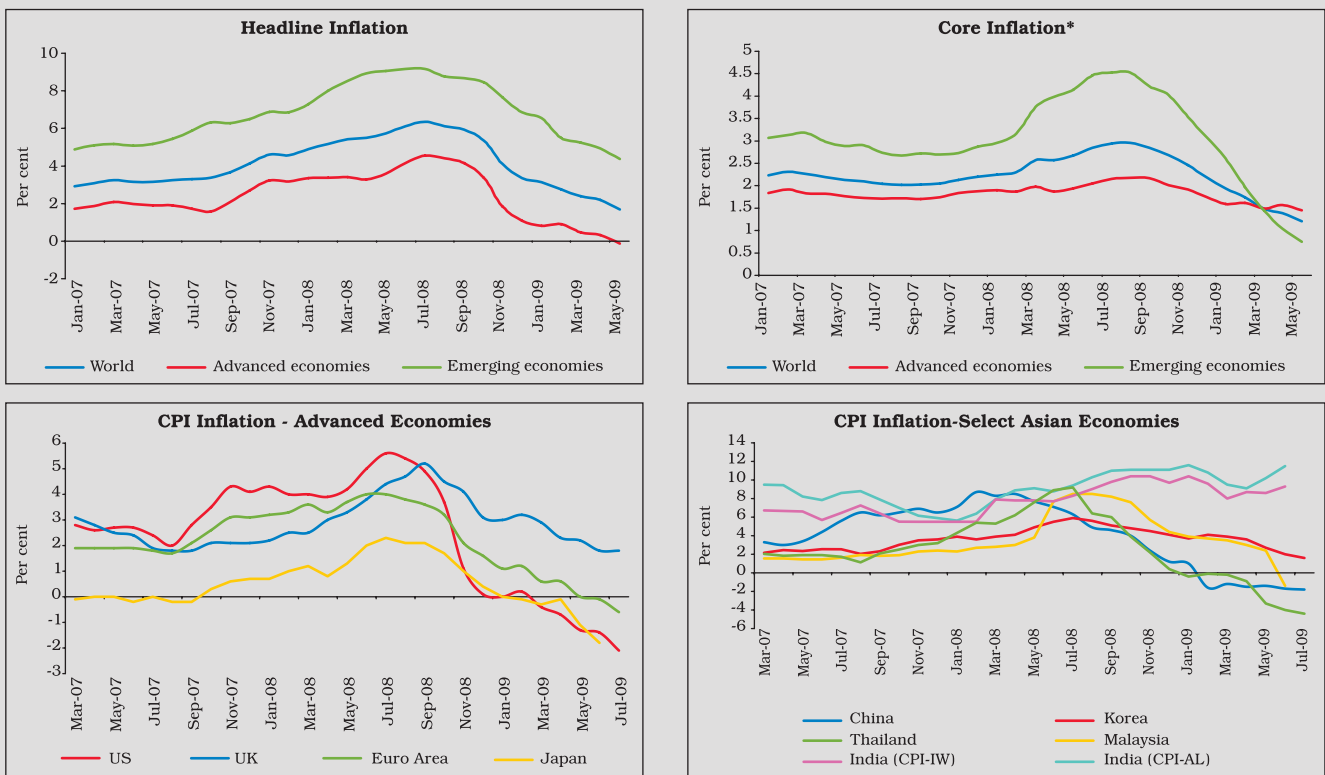 Headline Inflation
Per cent
10
8
6
4
2
0
-2
Jan-07
Mar-07
May-07
Jul-07
Sep-07
Nov-07
Jan-08
Mar-08
May-08
Jul-08
Sep-08
Nov-08
Jan-09
Mar-09
May-09
World Advanced economies Emerging economies
Core Inflation*
Per cent
5
4.5
4
3.5
3
2.5
2
1.5
1
0.5
0
Jan-07
Mar-07
May-07
Jul-07
Sep-07
Nov-07
Jan-08
Mar-08
May-08
Jul-08
Sep-08
Nov-08
Jan-09
Mar-09
May-09
World Advanced economies Emerging economies
CPI Inflation - Advanced Economies
Per cent
6
5
4
3
2
1
0
-1
-2
-3
Mar-07
May-07
Jul-07
Sep-07
Nov-07
Jan-08
Mar-08
May-08
Jul-08
Sep-08
Nov-08
Jan-09
Mar-09
May-09
Jul-09
US UK Euro Area Japan
CPI Inflation-Select Asian Economies
Per cent
14
12
10
8
6
4
2
0
-2
-4
-6
Mar-07
May-07
Jul-07
Sep-07
Nov-07
Jan-08
Mar-08
May-08
Jul-08
Sep-08
Nov-08
Jan-09
Mar-09
May-09
Jul-09
China Korea
Thailand Malaysia
India (CPI-IW) India (CPI-AL)